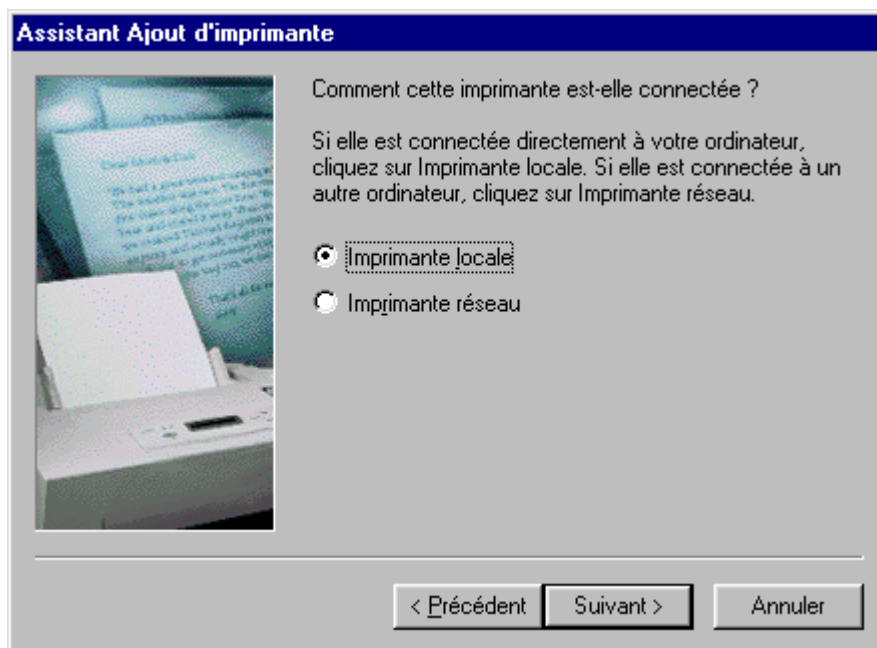 Assistant Ajout d'imprimante
Comment cette imprimante est-elle connectée ?
Si elle est connectée directement à votre ordinateur,
cliquez sur Imprimante locale. Si elle est connectée à un
autre ordinateur, cliquez sur Imprimante réseau.
Imprimante locale
Imprimante réseau
< Précédent
Suivant >
Annuler